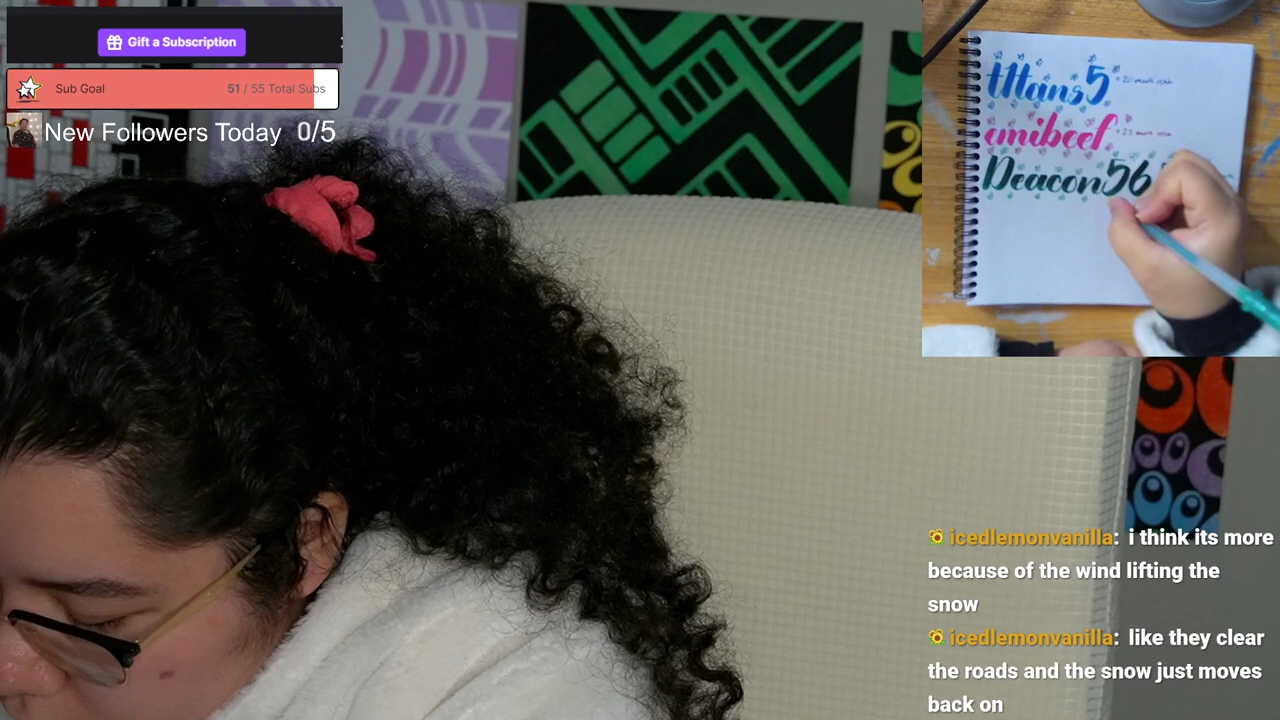 Gift a Subscription
Sub Goal 51 / 55 Total Subs
New Followers Today 0/5
titans5
emibeef
Deacon56
icedlemonvanilla: i think its more
because of the wind lifting the
snow
icedlemonvanilla: like they clear
the roads and the snow just moves
back on